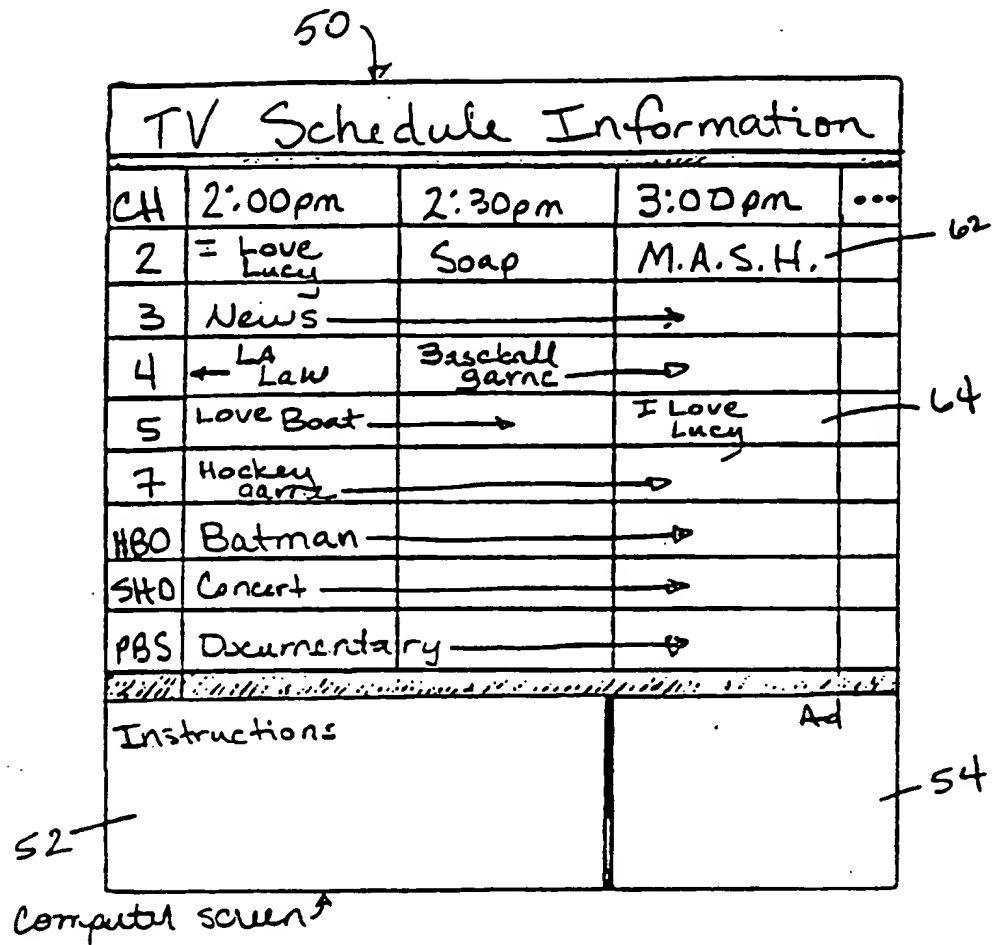 50
TV Schedule Information
CH 2:00pm 2:30pm 3:00pm ...
62
2 I Love Lucy Soap M.A.S.H.
3 News
4 LA Law Baseball game
64
5 Love Boat I Love Lucy
7 Hockey game
HBO Batman
SHO Concert
PBS Documentary
Instructions Ad
54
52
Computer screen